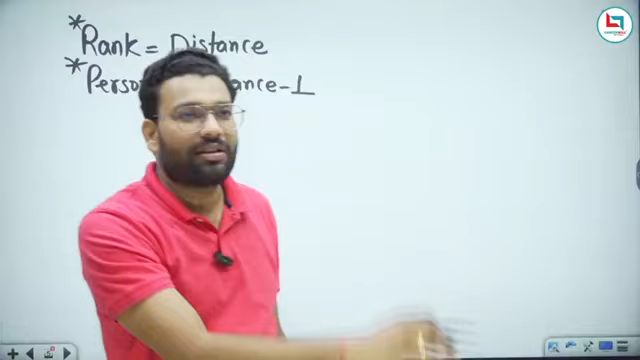 * Rank = Distance
* Perso ance - 1